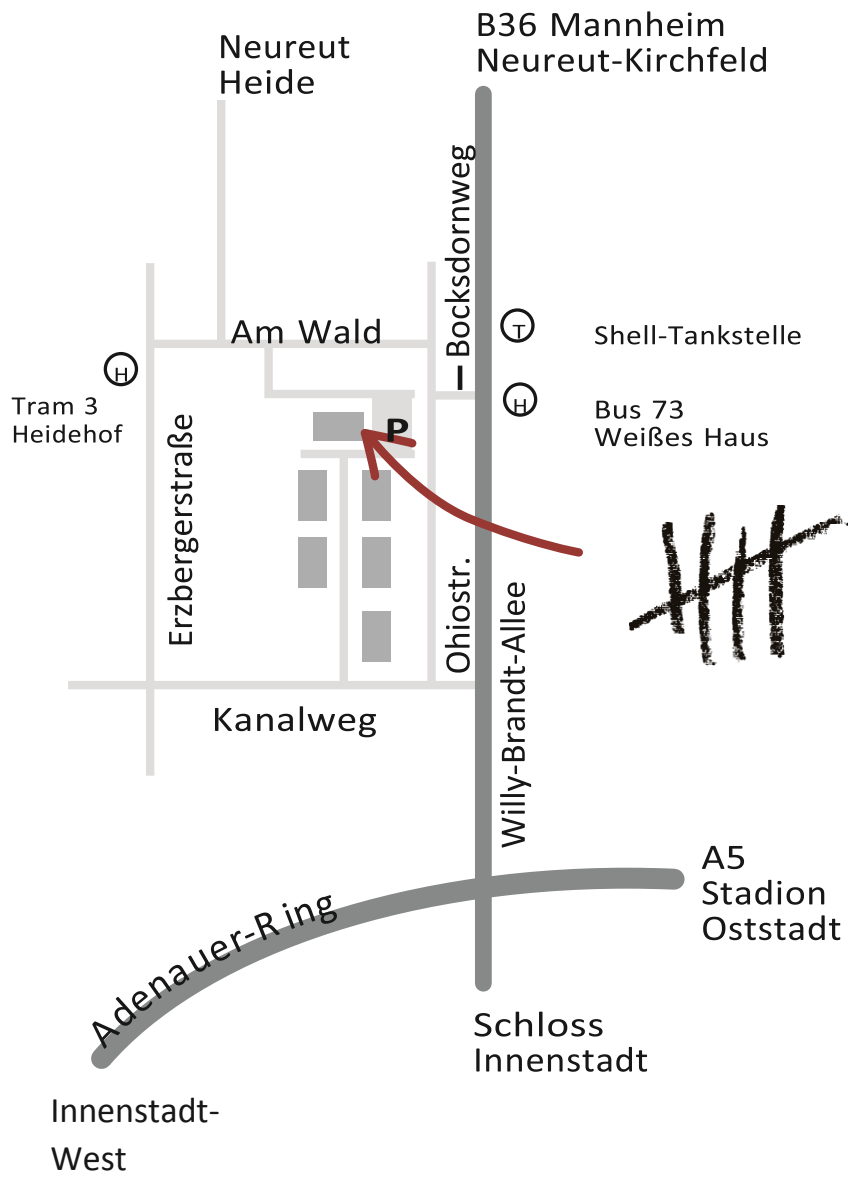 B36 Mannheim
Neureut-Kirchfeld
Neureut
Heide
Bocksdornweg
Am Wald
T
Shell-Tankstelle
H
Tram 3
Heidehof
H
Bus 73
Weißes Haus
P
Erzbergerstraße
Ohiostr.
Willy-Brandt-Allee
Kanalweg
A5
Stadion
Oststadt
Adenauer-Ring
Schloss
Innenstadt
Innenstadt-
West